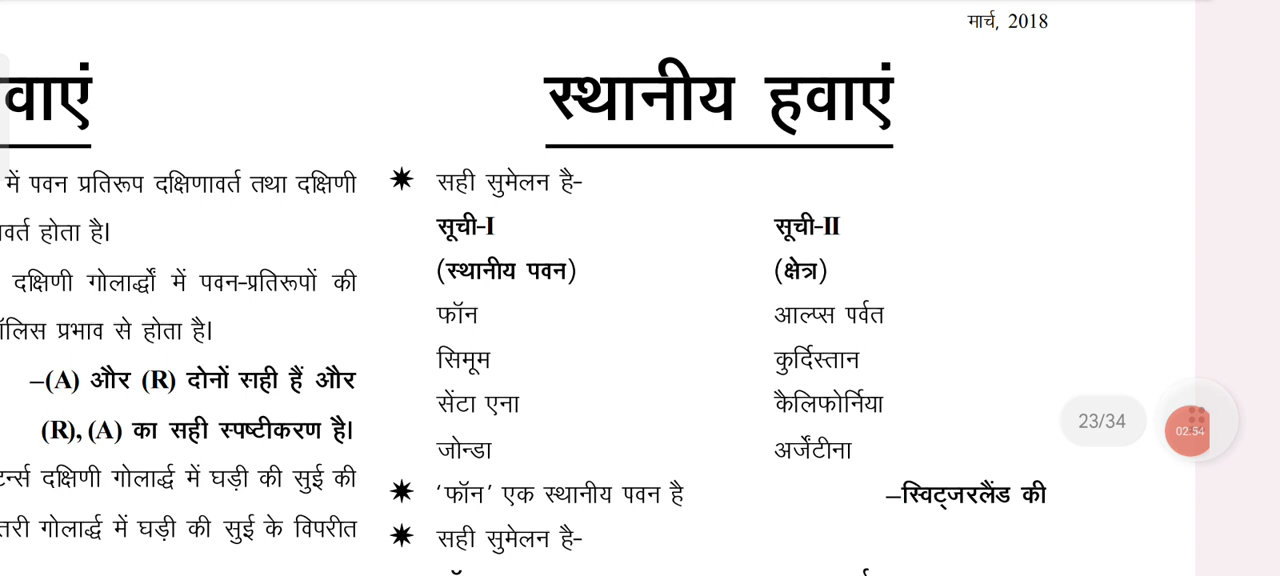 मार्च, 2018
वाएं
में पवन प्रतिरूप दक्षिणावर्त तथा दक्षिणी
वर्त होता है।
दक्षिणी गोलार्द्धों में पवन-प्रतिरूपों की
लिस प्रभाव से होता है।
–(A) और (R) दोनों सही हैं और
(R), (A) का सही स्पष्टीकरण है।
टर्न्स दक्षिणी गोलार्द्ध में घड़ी की सुई की
तरी गोलार्द्ध में घड़ी की सुई के विपरीत
स्थानीय हवाएं
✷ सही सुमेलन है-
सूची-I सूची-II
(स्थानीय पवन) (क्षेत्र)
फॉन आल्प्स पर्वत
सिमूम कुर्दिस्तान
सेंटा एना कैलिफोर्निया
जोन्डा अर्जेंटीना
✷ 'फॉन' एक स्थानीय पवन है –स्विट्जरलैंड की
✷ सही सुमेलन है-
23/34
02:54